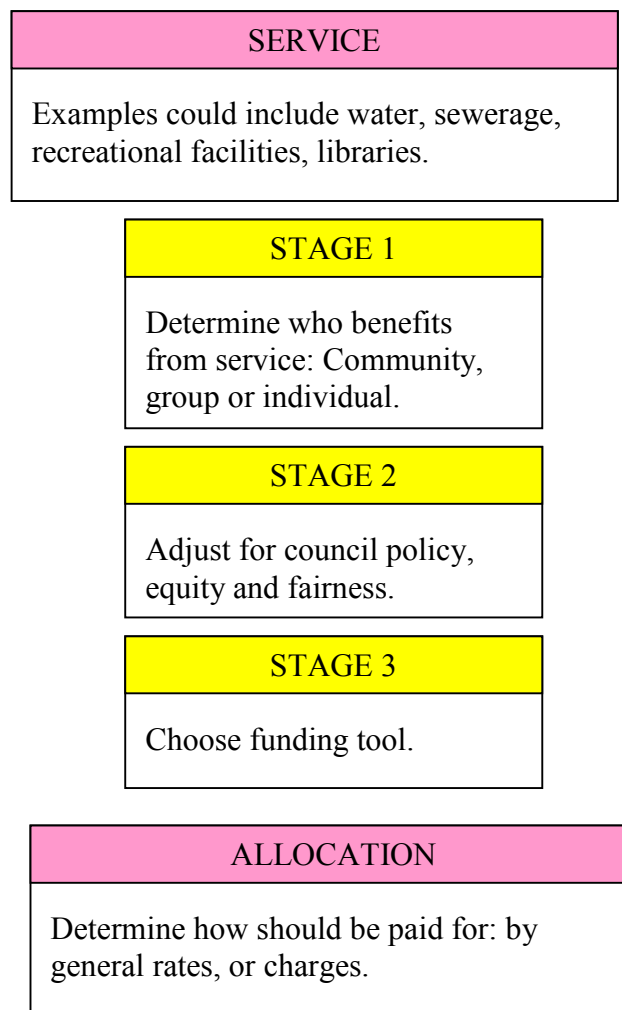 SERVICE
Examples could include water, sewerage,
recreational facilities, libraries.
STAGE 1
Determine who benefits
from service: Community,
group or individual.
STAGE 2
Adjust for council policy,
equity and fairness.
STAGE 3
Choose funding tool.
ALLOCATION
Determine how should be paid for: by
general rates, or charges.